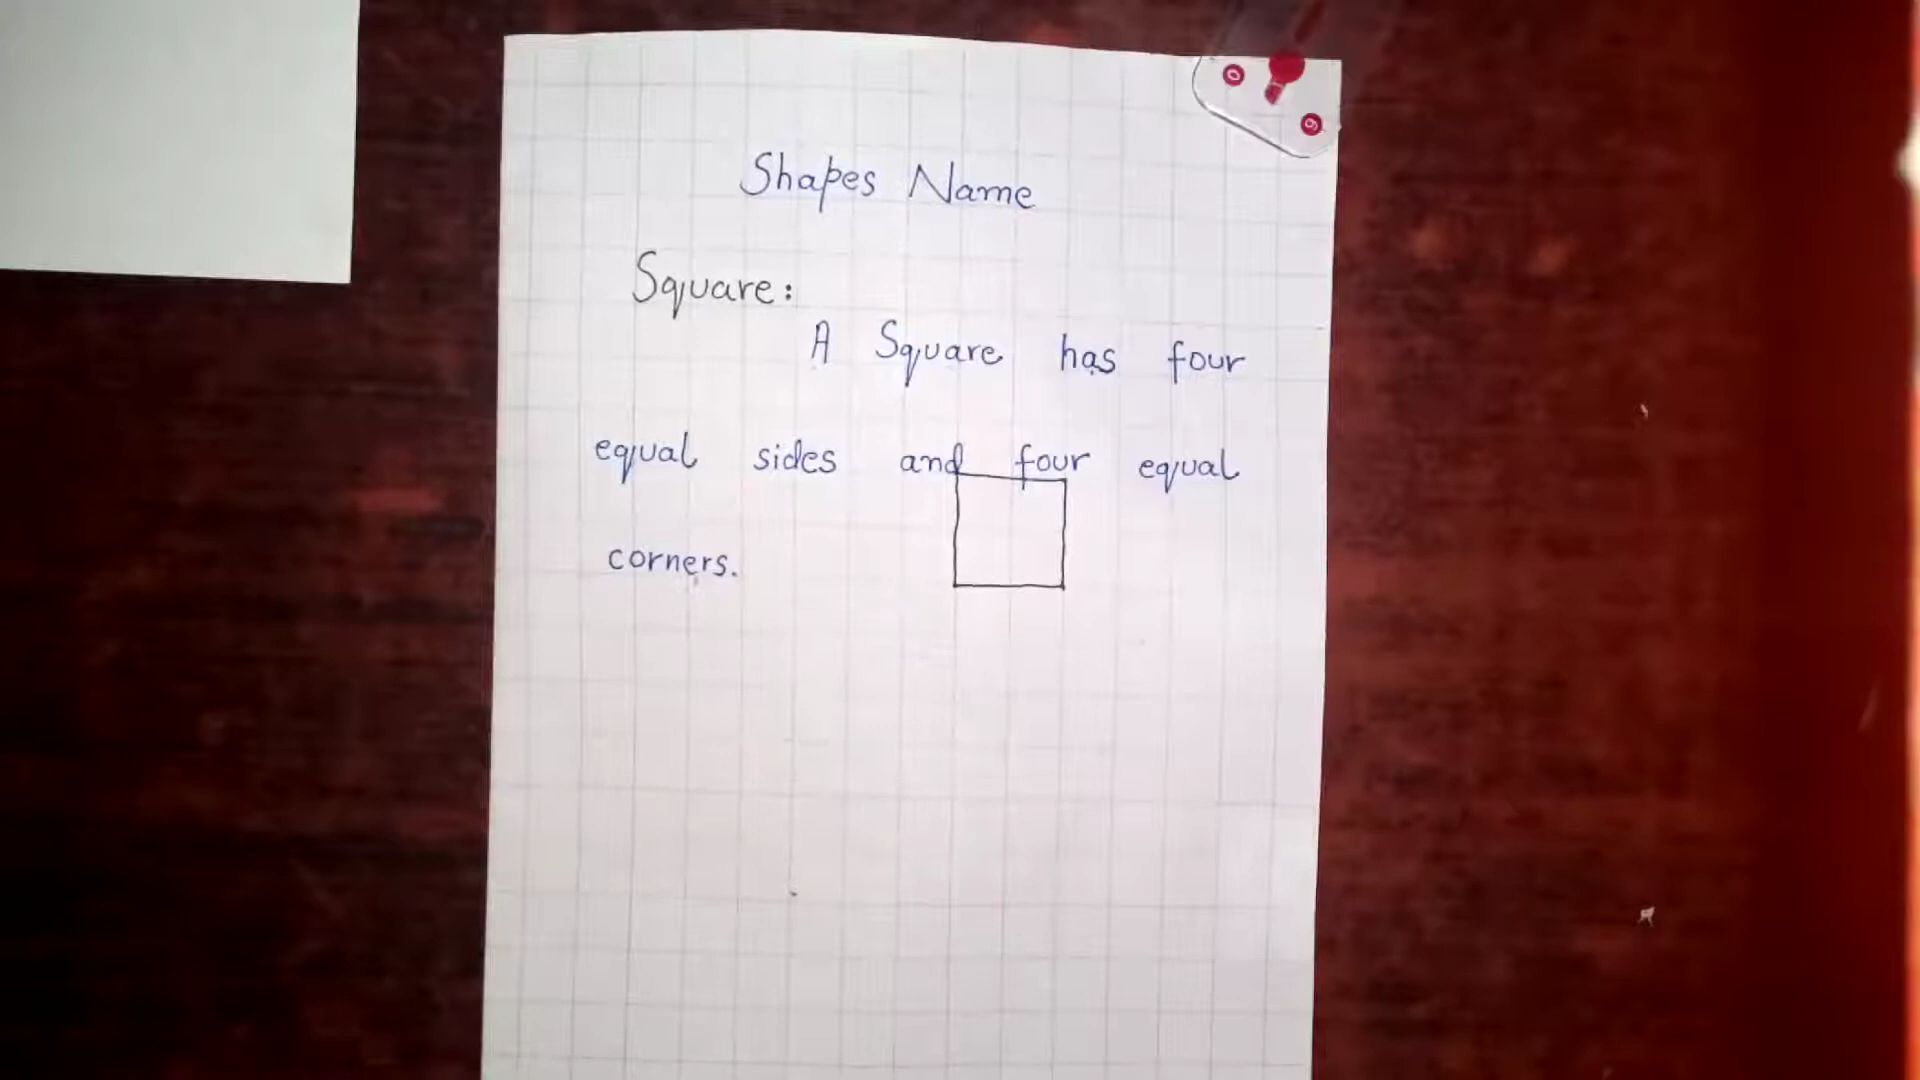 Shapes Name
Square:
A Square has four
equal sides and four equal
corners.